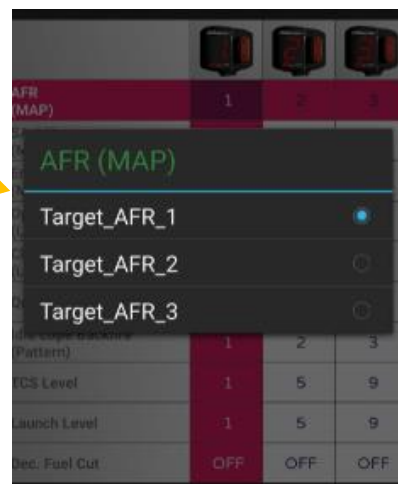 AFR
(MAP)
1
2
3
AFR (MAP)
Target_AFR_1
Target_AFR_2
Target_AFR_3
(Pattern)
1
2
3
TCS Level
1
5
9
Launch Level
1
5
9
Dec. Fuel Cut
OFF
OFF
OFF